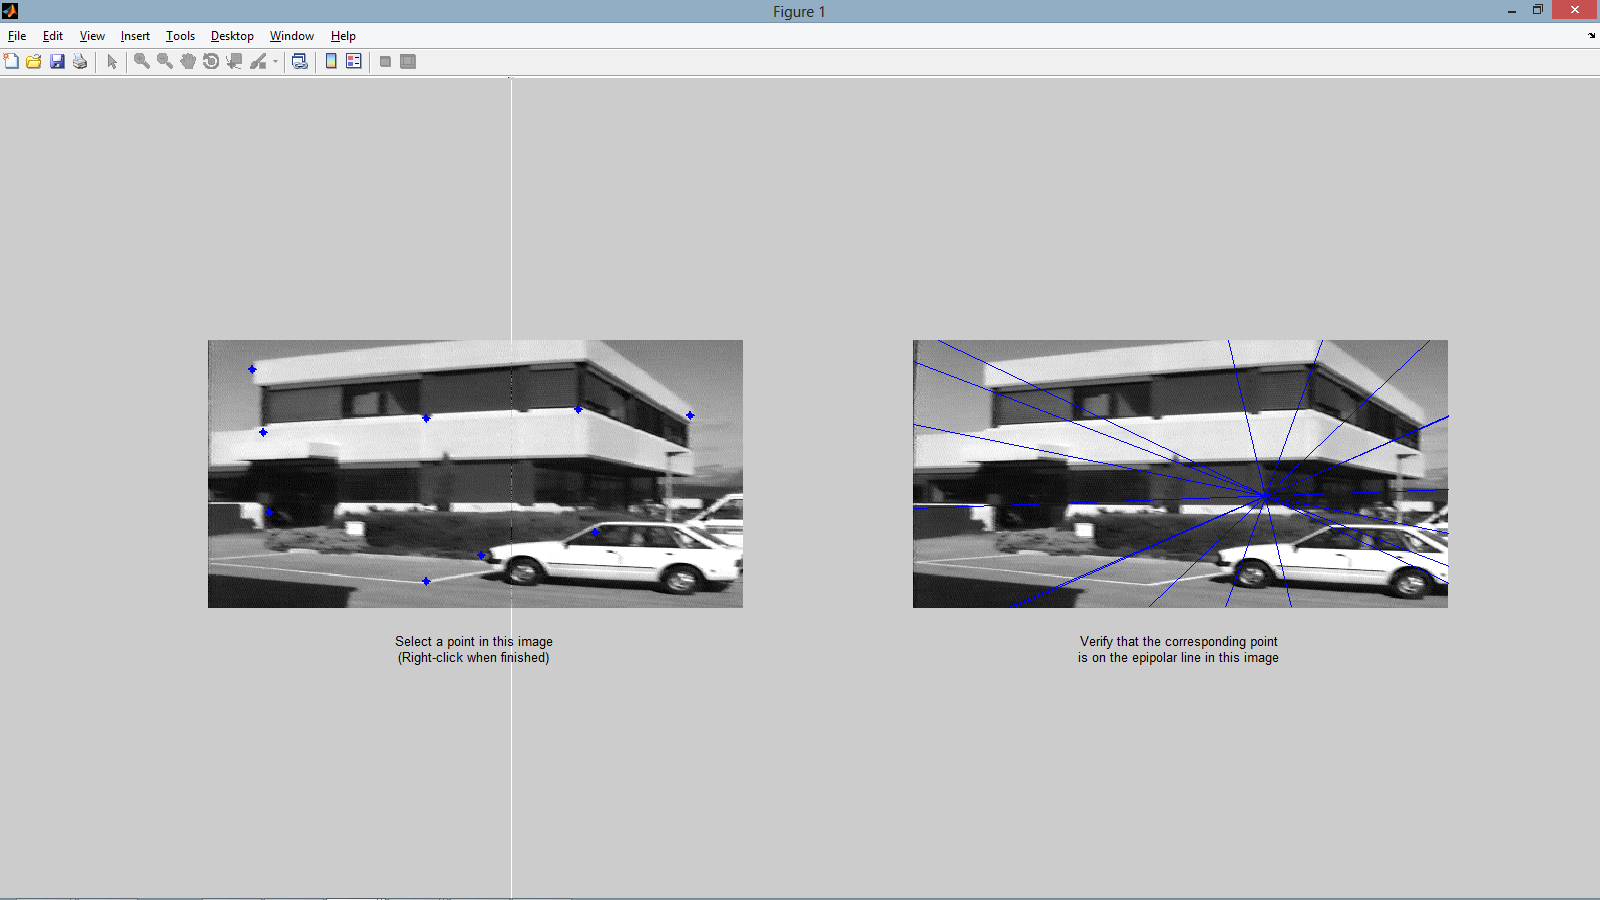 Figure 1
File Edit View Insert Tools Desktop Window Help
Select a point in this image
(Right-click when finished)
Verify that the corresponding point
is on the epipolar line in this image